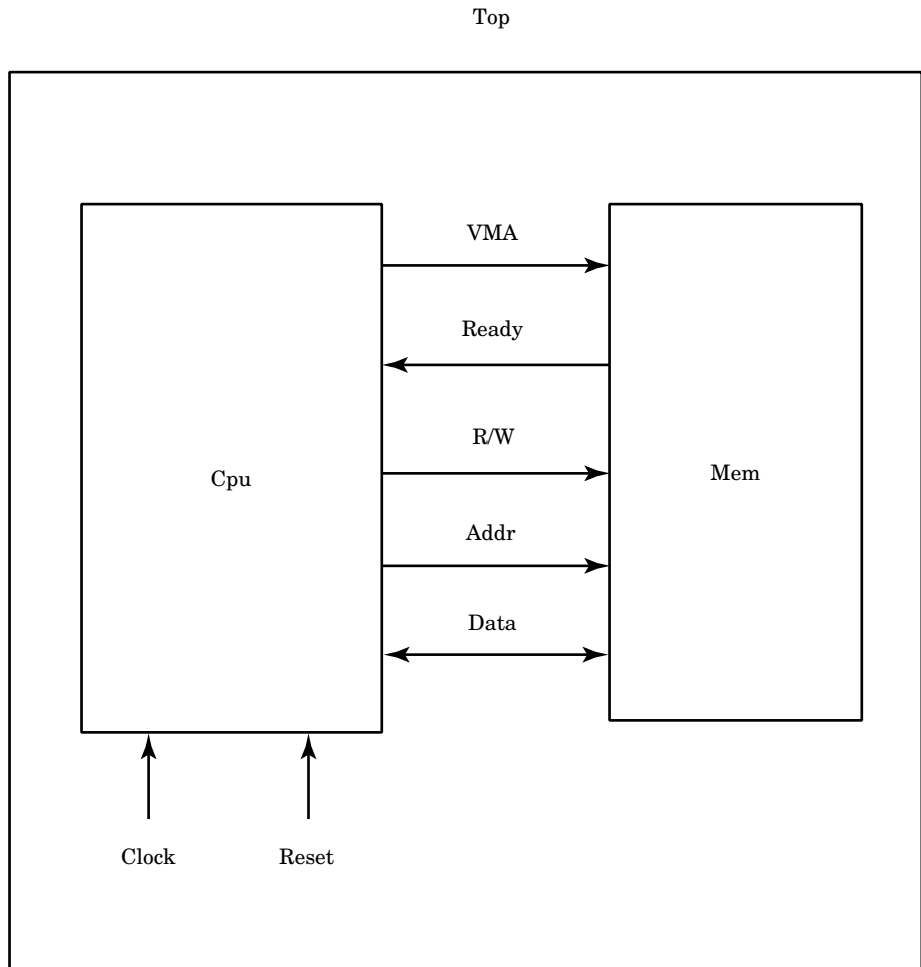 Top
VMA
Ready
R/W
Cpu
Mem
Addr
Data
Clock
Reset